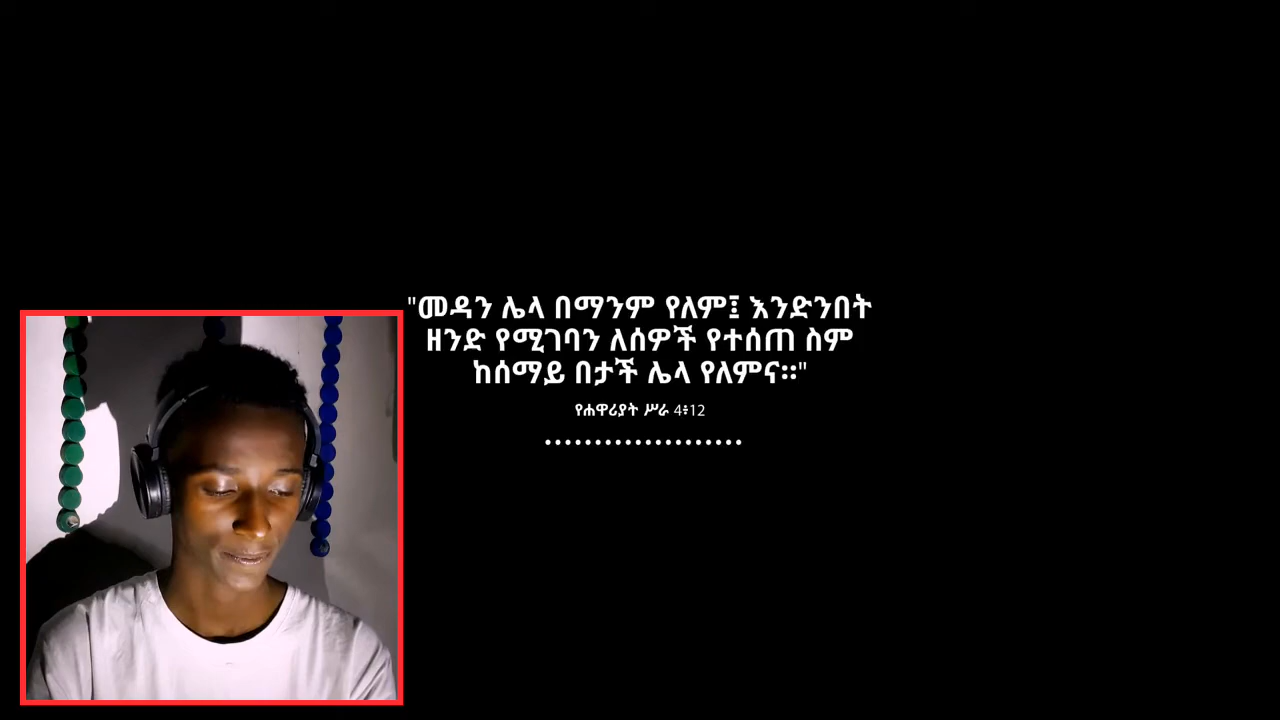 "መዳን ሌላ በማንም የለም፤ እንድንበት
ዘንድ የሚገባን ለሰዎች የተሰጠ ስም
ከሰማይ በታች ሌላ የለምና።"
የሐዋሪያት ሥራ 4፥12